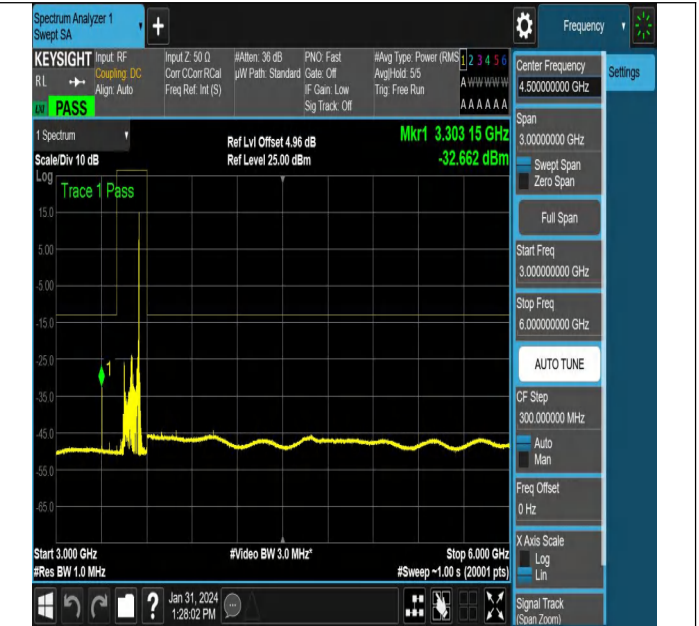 Spectrum Analyzer 1
Swept SA
+
Frequency
KEYSIGHT
RL
LXI
PASS
Input: RF
Coupling: DC
Align: Auto
Input Z: 50 Ω
Corr CCorr RCal
Freq Ref: Int (S)
#Atten: 36 dB
µW Path: Standard
PNO: Fast
Gate: Off
IF Gain: Low
Sig Track: Off
#Avg Type: Power (RMS
Avg|Hold: 5/5
Trig: Free Run
1 2 3 4 5 6
A W W W W W
A A A A A A
1 Spectrum
Scale/Div 10 dB
Ref Lvl Offset 4.96 dB
Ref Level 25.00 dBm
Mkr1 3.303 15 GHz
-32.662 dBm
Log
Trace 1 Pass
15.0
5.00
-5.00
-15.0
-25.0
-35.0
-45.0
-55.0
-65.0
1
Start 3.000 GHz
#Res BW 1.0 MHz
#Video BW 3.0 MHz*
Stop 6.000 GHz
#Sweep ~1.00 s (20001 pts)
?
Jan 31, 2024
1:28:02 PM
Center Frequency
4.500000000 GHz
Settings
Span
3.00000000 GHz
Swept Span
Zero Span
Full Span
Start Freq
3.000000000 GHz
Stop Freq
6.000000000 GHz
AUTO TUNE
CF Step
300.000000 MHz
Auto
Man
Freq Offset
0 Hz
X Axis Scale
Log
Lin
Signal Track
(Span Zoom)